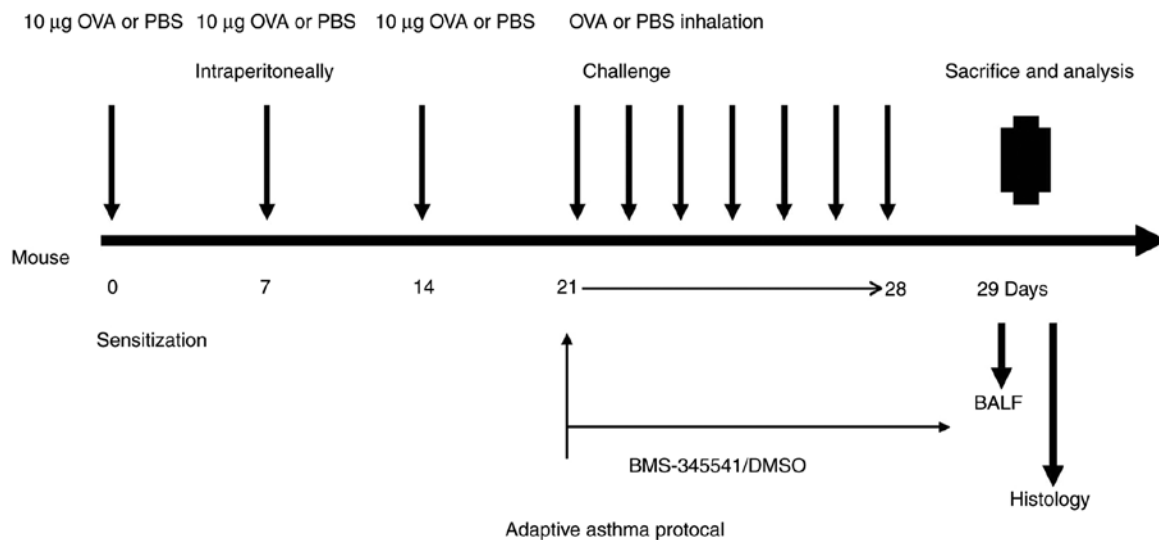 10 µg OVA or PBS 10 µg OVA or PBS 10 µg OVA or PBS OVA or PBS inhalation
Intraperitoneally Challenge Sacrifice and analysis
Mouse
0 7 14 21 28 29 Days
Sensitization
BALF
BMS-345541/DMSO
Histology
Adaptive asthma protocal